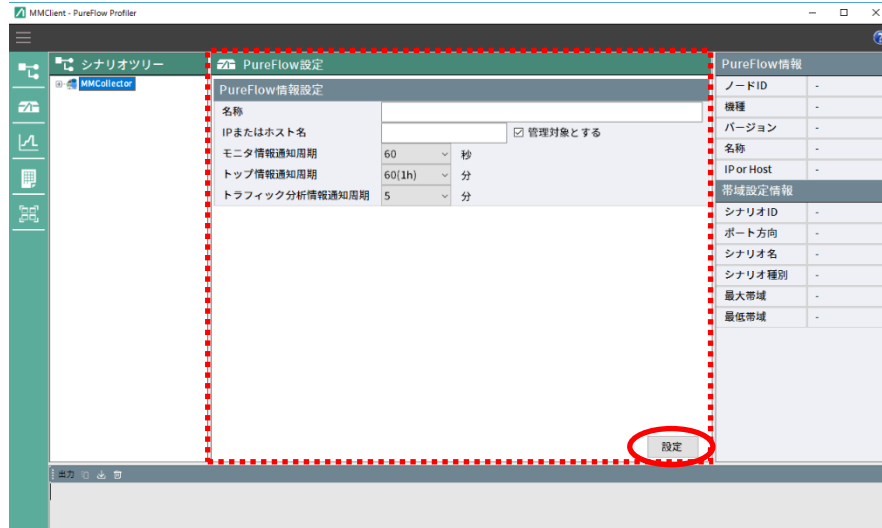 MMClient - PureFlow Profiler
シナリオツリー
MMCollector
PureFlow設定
PureFlow情報設定
名称
IPまたはホスト名
管理対象とする
モニタ情報通知周期 60 秒
トップ情報通知周期 60(1h) 分
トラフィック分析情報通知周期 5 分
設定
PureFlow情報
ノードID -
機種 -
バージョン -
名称 -
IP or Host -
帯域設定情報
シナリオID -
ポート方向 -
シナリオ名 -
シナリオ種別 -
最大帯域 -
最低帯域 -
出力